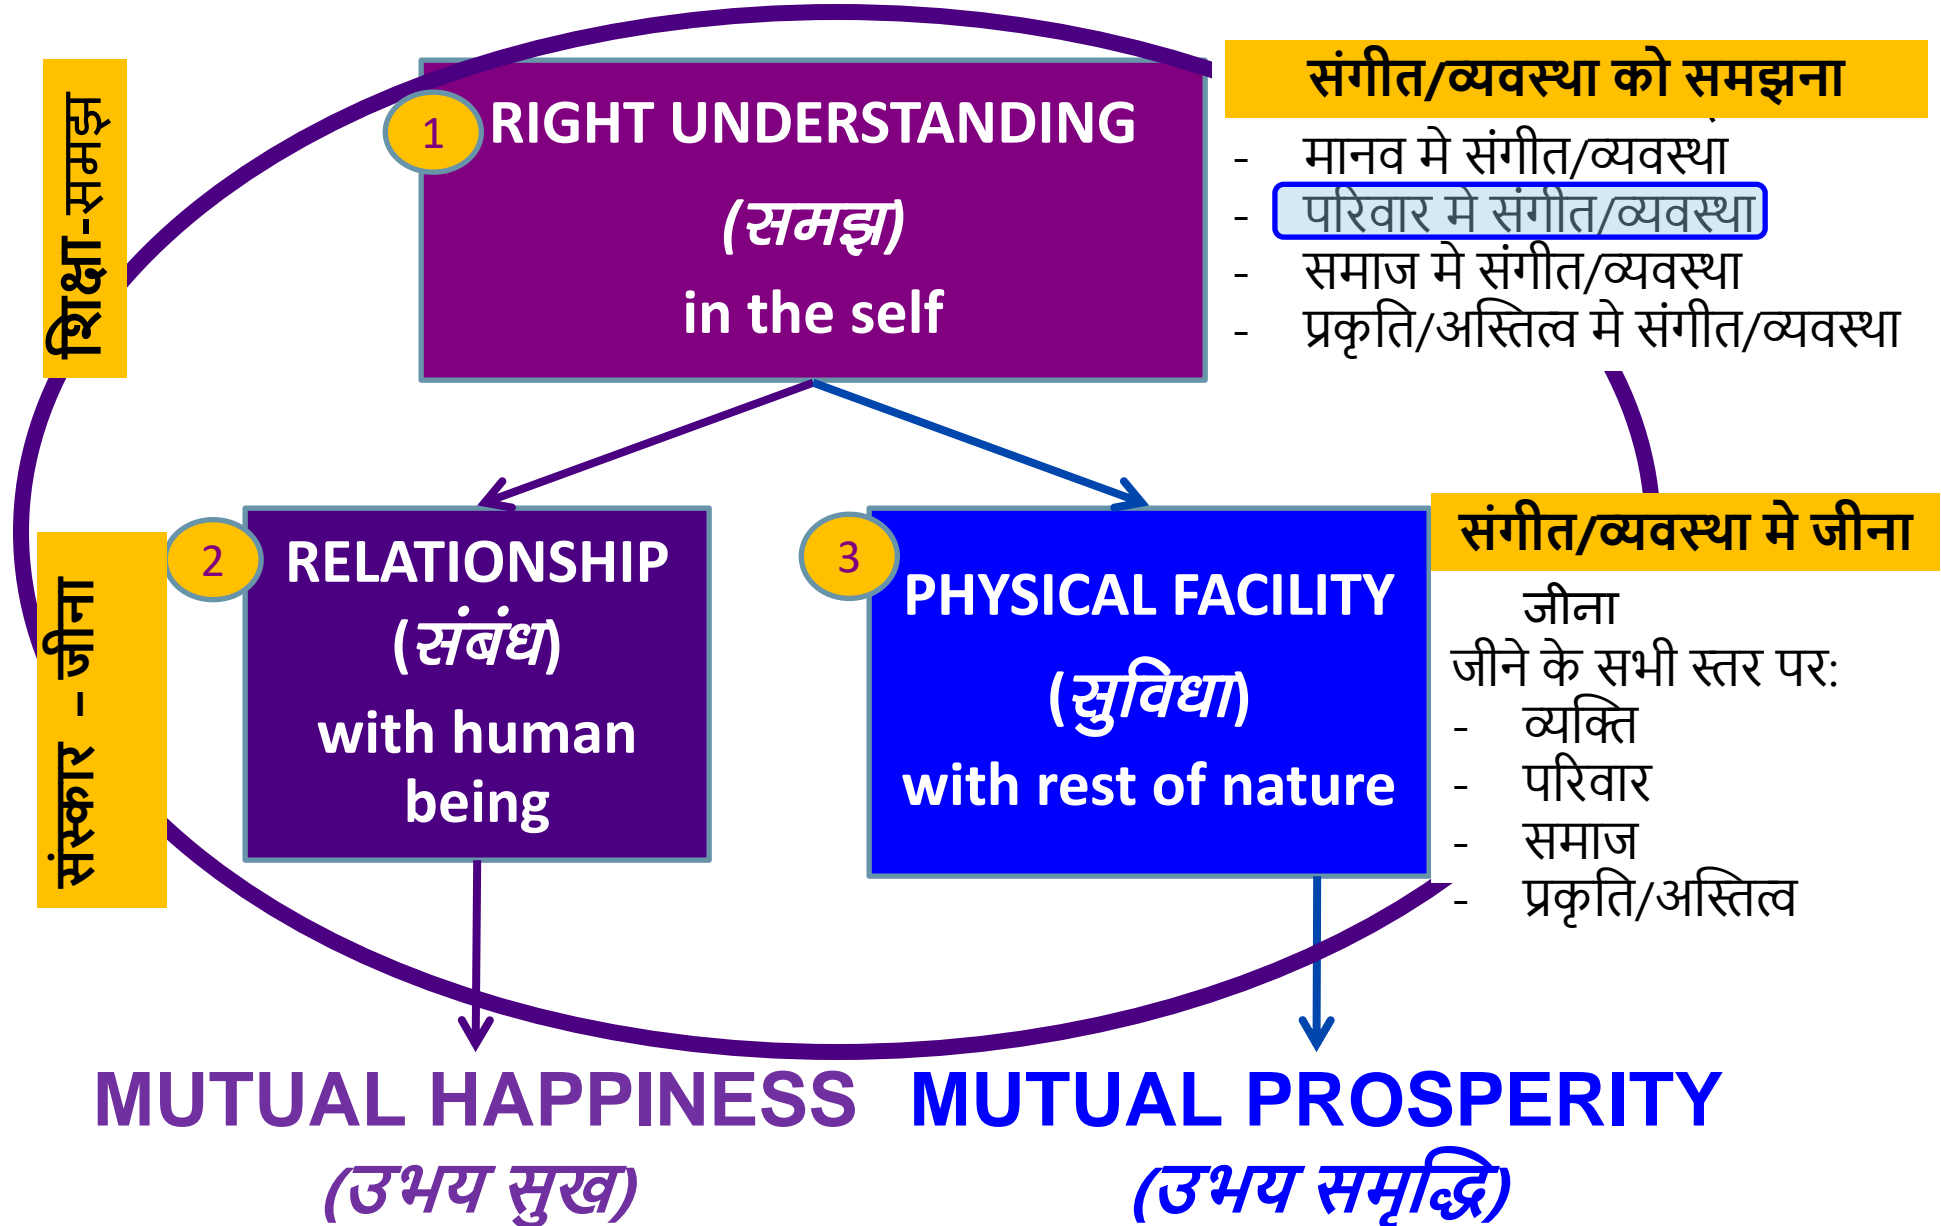 शिक्षा-समझ
1
RIGHT UNDERSTANDING
(समझ)
in the self
संगीत/व्यवस्था को समझना
- मानव मे संगीत/व्यवस्था
- परिवार मे संगीत/व्यवस्था
- समाज मे संगीत/व्यवस्था
- प्रकृति/अस्तित्व मे संगीत/व्यवस्था
संस्कार – जीना
2
RELATIONSHIP
(संबंध)
with human
being
3
PHYSICAL FACILITY
(सुविधा)
with rest of nature
संगीत/व्यवस्था मे जीना
जीना
जीने के सभी स्तर पर:
- व्यक्ति
- परिवार
- समाज
- प्रकृति/अस्तित्व
MUTUAL HAPPINESS
(उभय सुख)
MUTUAL PROSPERITY
(उभय समृद्धि)